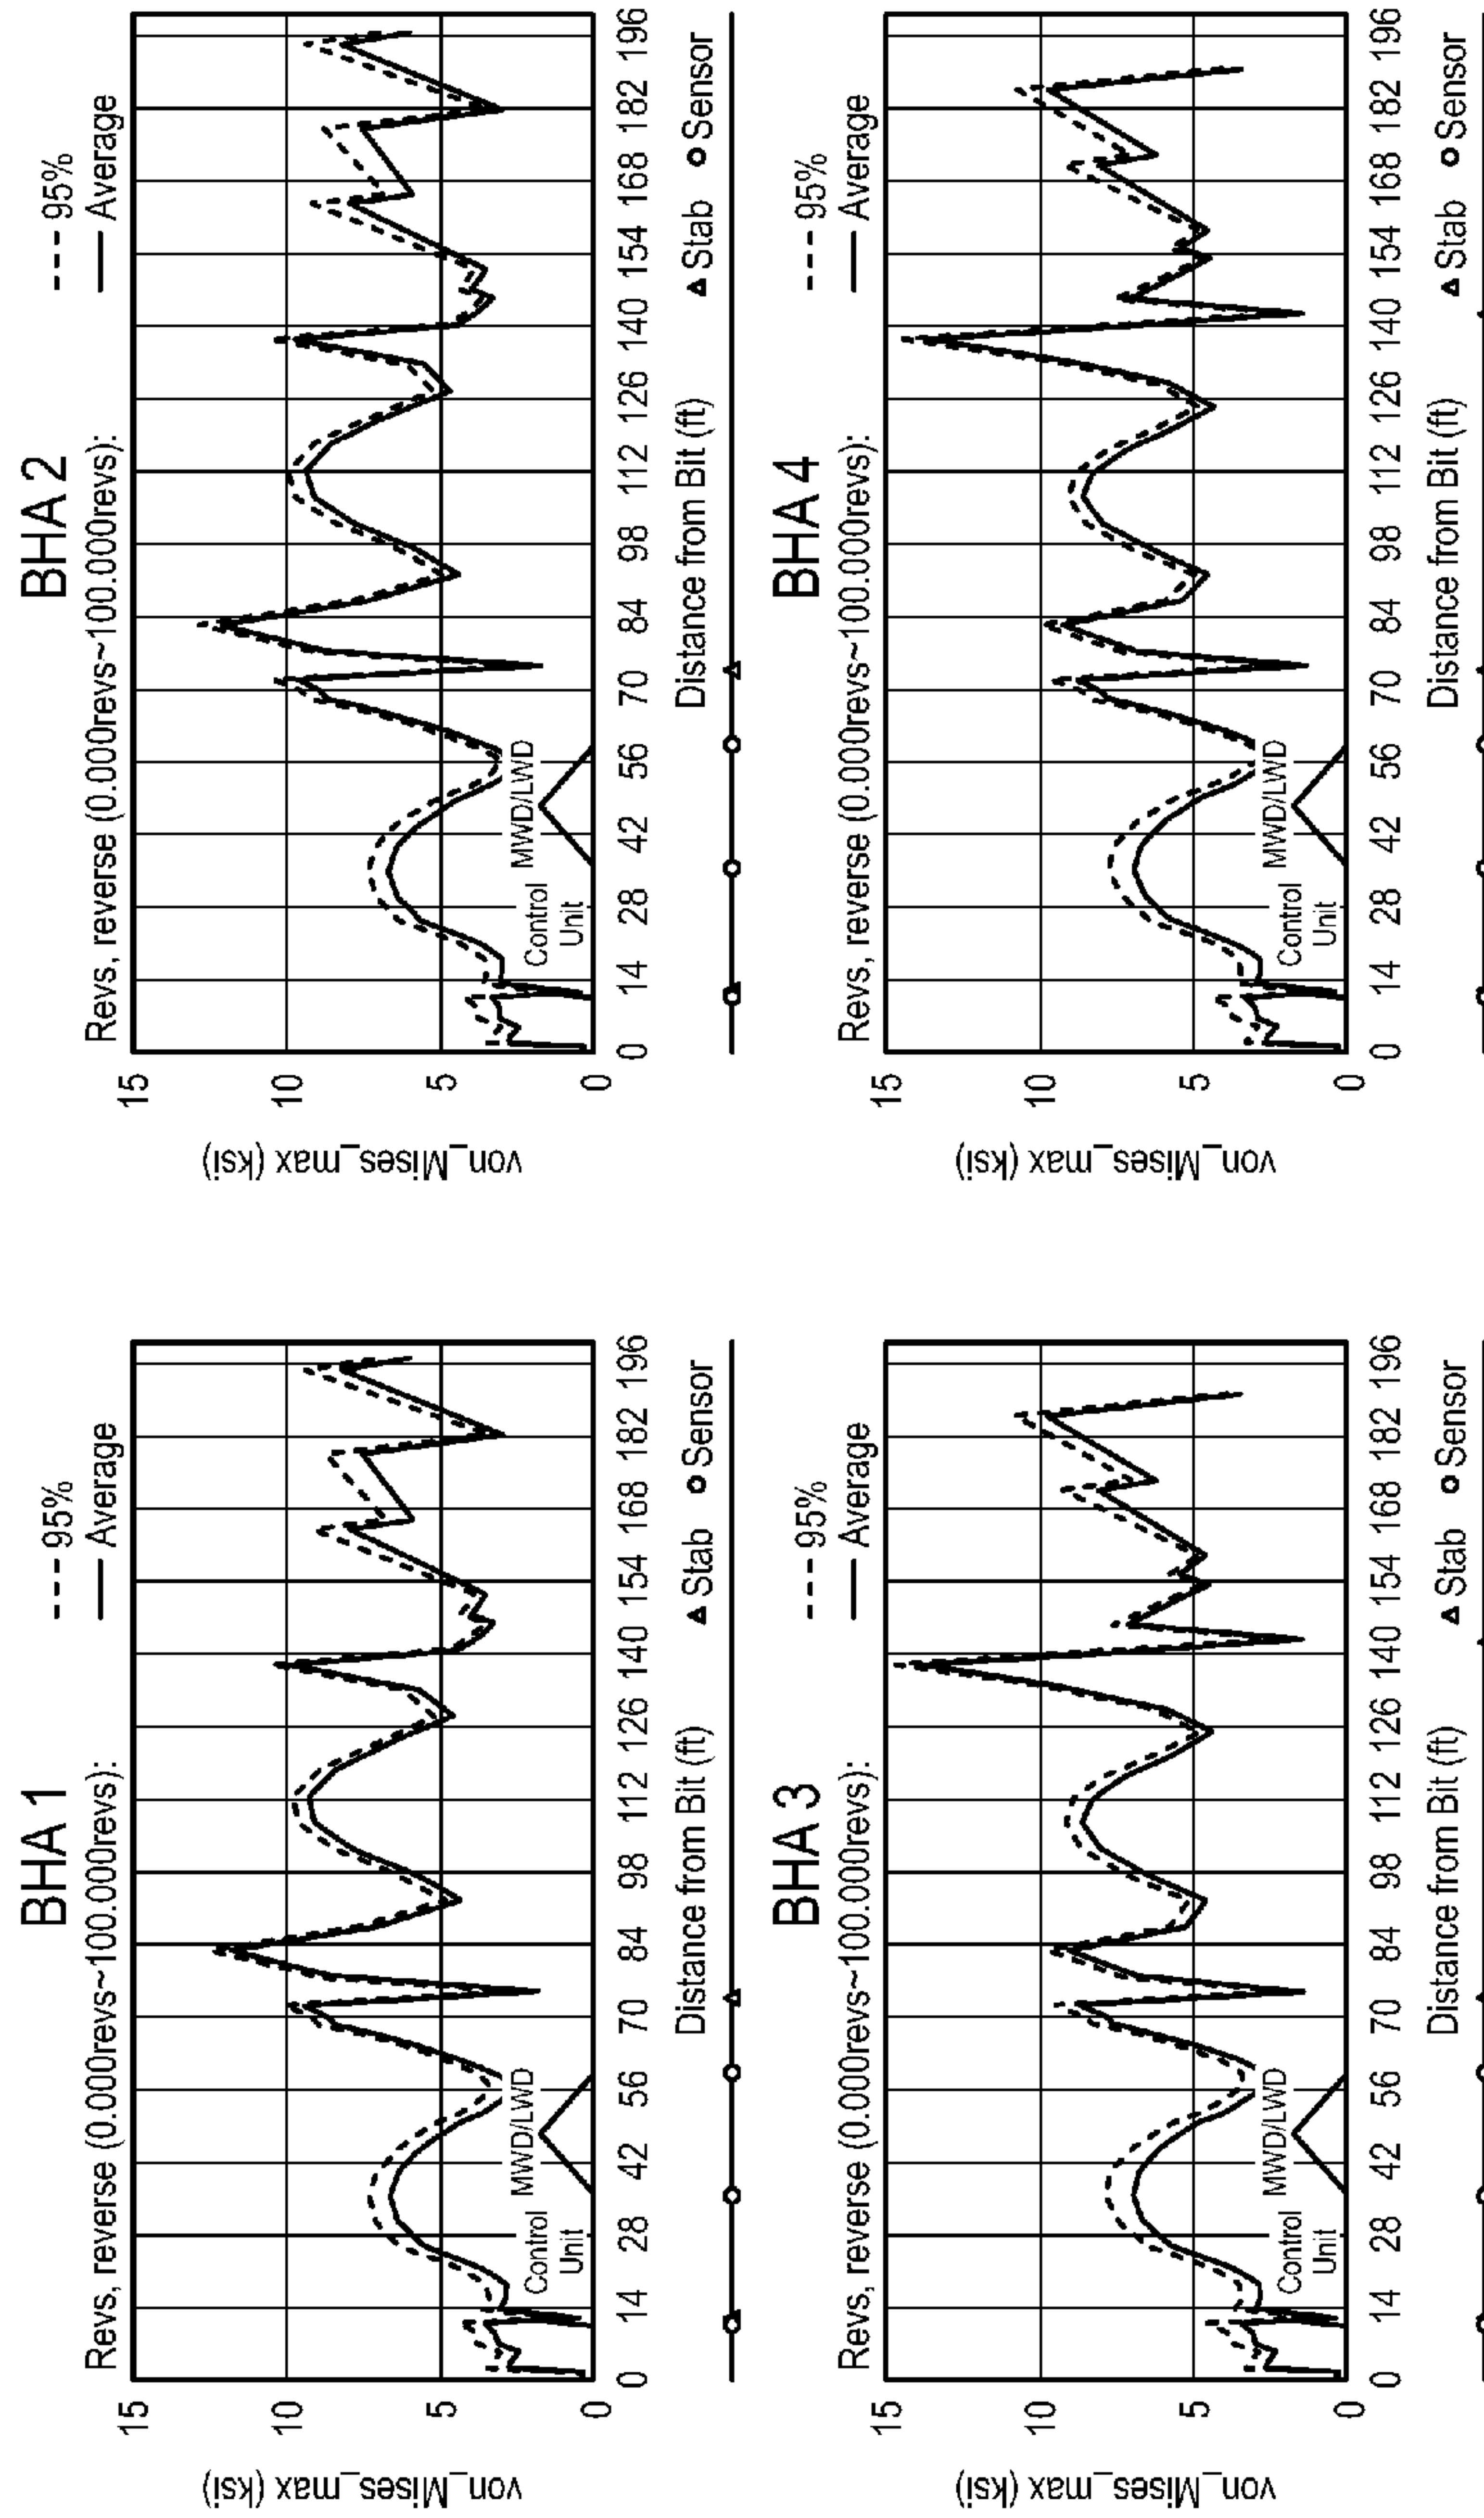 BHA 1
Revs, reverse (0.000revs~100.000revs):
--- 95%
— Average
von_Mises_max (ksi)
15
10
5
0
Control
Unit
MWD/LWD
0 14 28 42 56 70 84 98 112 126 140 154 168 182 196
Distance from Bit (ft)
Stab
Sensor
BHA 2
Revs, reverse (0.000revs~100.000revs):
--- 95%
— Average
von_Mises_max (ksi)
15
10
5
0
Control
Unit
MWD/LWD
0 14 28 42 56 70 84 98 112 126 140 154 168 182 196
Distance from Bit (ft)
Stab
Sensor
BHA 3
Revs, reverse (0.000revs~100.000revs):
--- 95%
— Average
von_Mises_max (ksi)
15
10
5
0
Control
Unit
MWD/LWD
0 14 28 42 56 70 84 98 112 126 140 154 168 182 196
Distance from Bit (ft)
Stab
Sensor
BHA 4
Revs, reverse (0.000revs~100.000revs):
--- 95%
— Average
von_Mises_max (ksi)
15
10
5
0
Control
Unit
MWD/LWD
0 14 28 42 56 70 84 98 112 126 140 154 168 182 196
Distance from Bit (ft)
Stab
Sensor